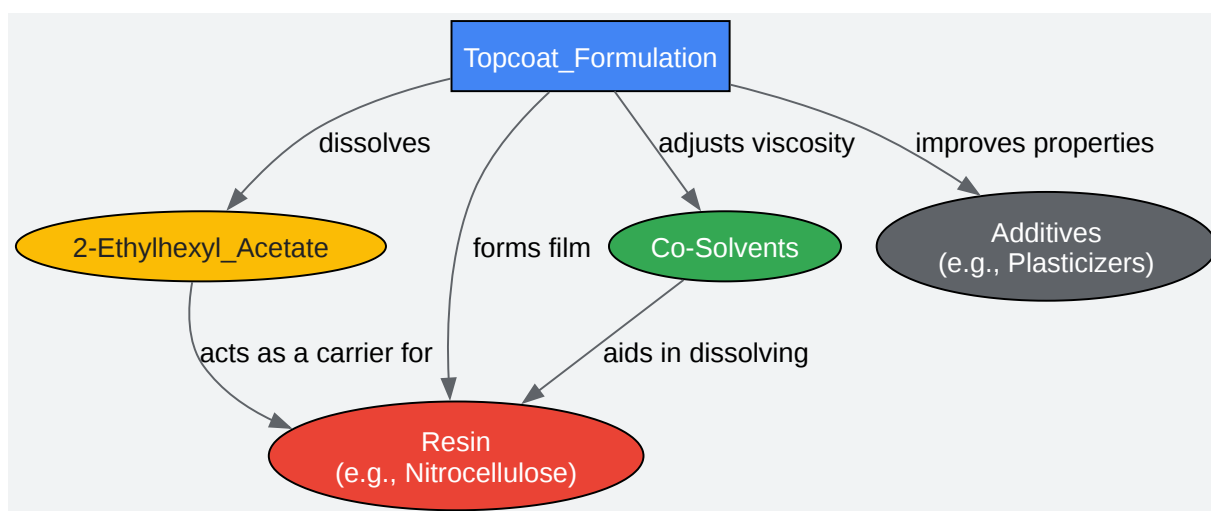 Topcoat_Formulation
dissolves
adjusts viscosity
improves properties
2-Ethylhexyl_Acetate
forms film
Co-Solvents
Additives
(e.g., Plasticizers)
acts as a carrier for
aids in dissolving
Resin
(e.g., Nitrocellulose)